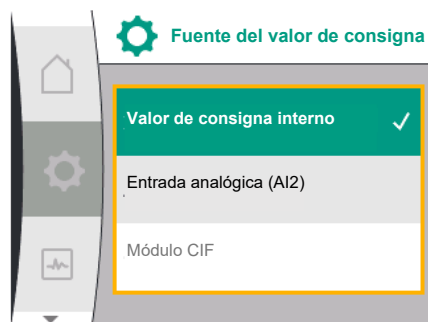 Fuente del valor de consigna
Valor de consigna interno
Entrada analógica (AI2)
Módulo CIF